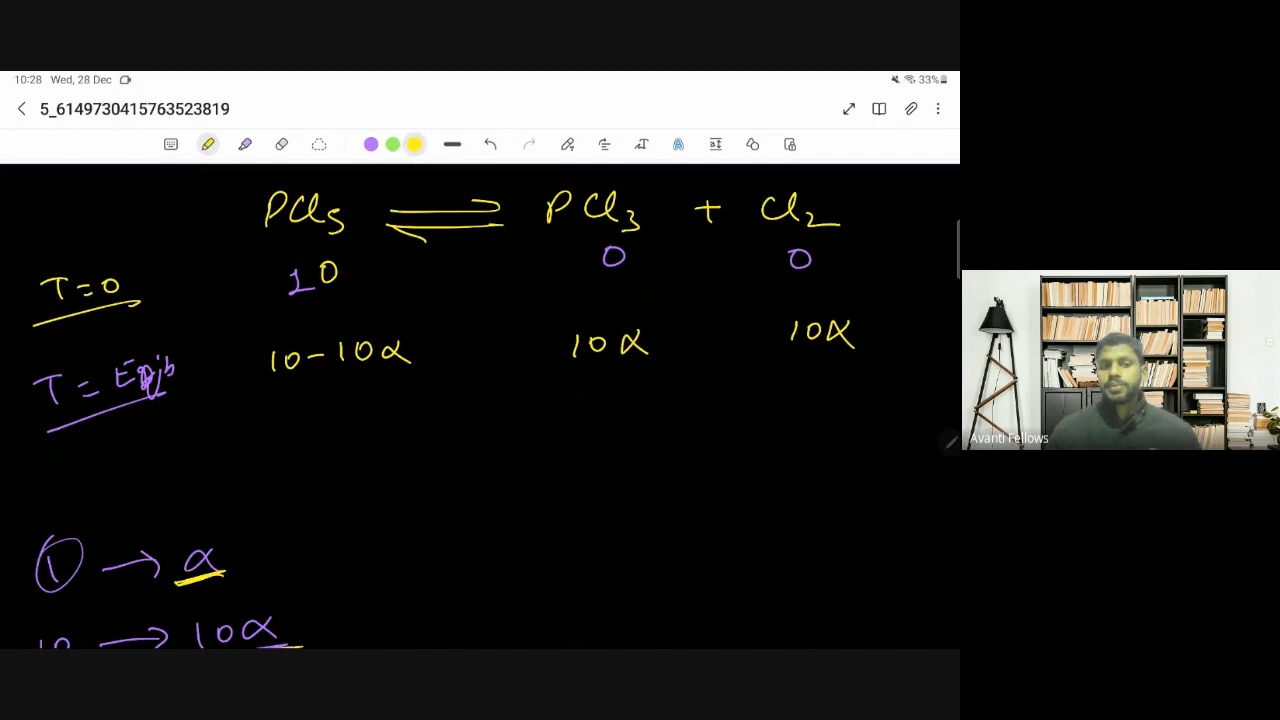 10:28 Wed, 28 Dec 33%
5_6149730415763523819
PCl5 ⇌ PCl3 + Cl2
T=0 10 0 0
T = Eqib 10-10α 10α 10α
Avanti Fellows
1 → α
10 → 10α